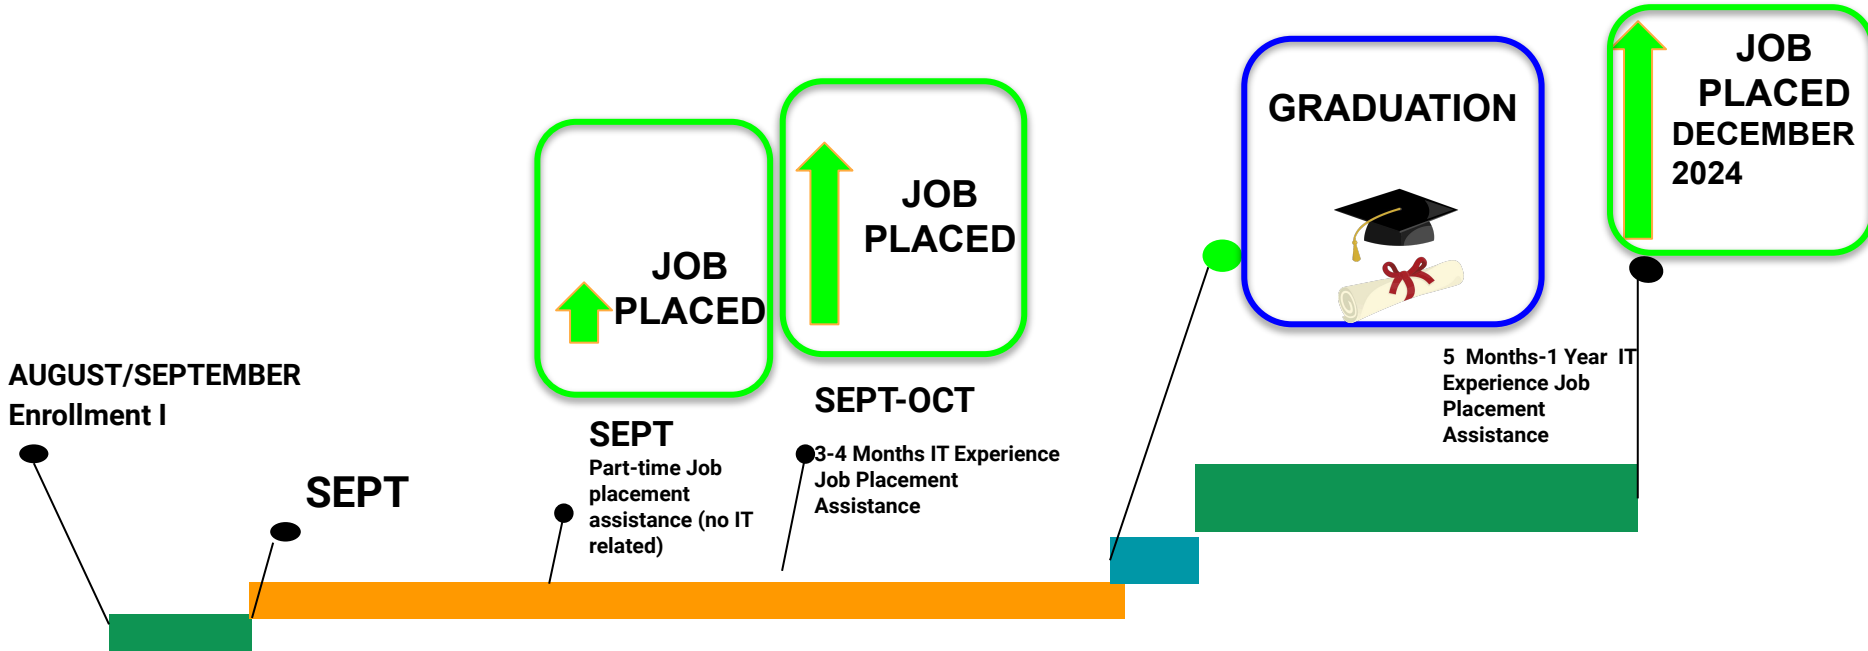 AUGUST/SEPTEMBER
Enrollment I
SEPT
JOB
PLACED
SEPT
Part-time Job
placement
assistance (no IT
related)
JOB
PLACED
SEPT-OCT
3-4 Months IT Experience
Job Placement
Assistance
GRADUATION
5 Months-1 Year IT
Experience Job
Placement
Assistance
JOB
PLACED
DECEMBER
2024